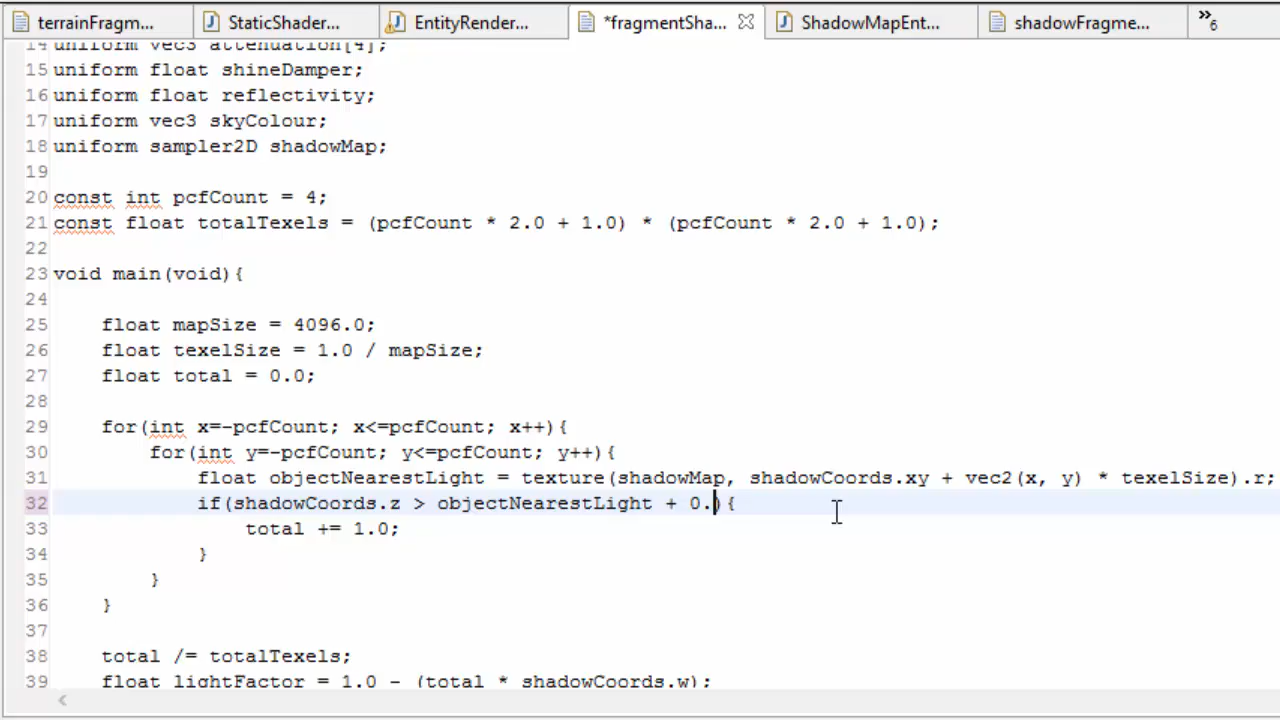 terrainFragm...
StaticShader...
EntityRender...
*fragmentSha...
ShadowMapEnt...
shadowFragme...
»6
14 uniform vec3 attenuation[4];
15 uniform float shineDamper;
16 uniform float reflectivity;
17 uniform vec3 skyColour;
18 uniform sampler2D shadowMap;
19
20 const int pcfCount = 4;
21 const float totalTexels = (pcfCount * 2.0 + 1.0) * (pcfCount * 2.0 + 1.0);
22
23 void main(void){
24
25 float mapSize = 4096.0;
26 float texelSize = 1.0 / mapSize;
27 float total = 0.0;
28
29 for(int x=-pcfCount; x<=pcfCount; x++){
30 for(int y=-pcfCount; y<=pcfCount; y++){
31 float objectNearestLight = texture(shadowMap, shadowCoords.xy + vec2(x, y) * texelSize).r;
32 if(shadowCoords.z > objectNearestLight + 0.){
33 total += 1.0;
34 }
35 }
36 }
37
38 total /= totalTexels;
39 float lightFactor = 1.0 - (total * shadowCoords.w);